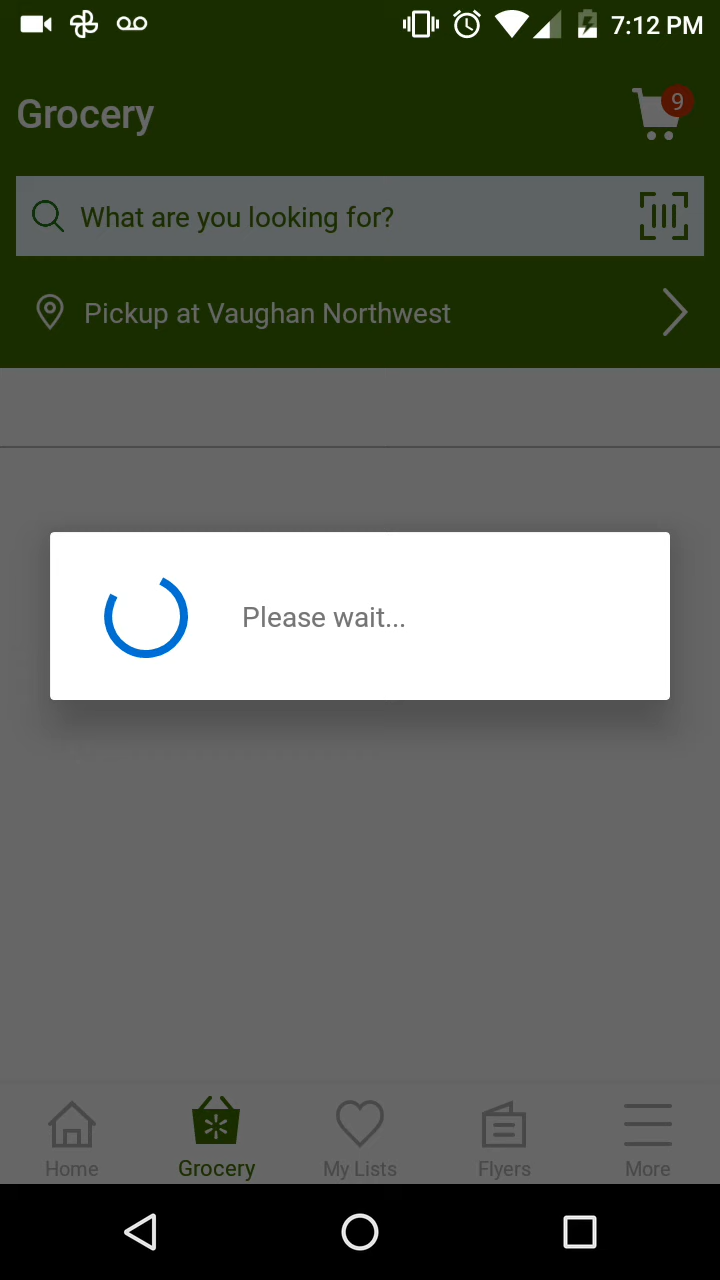 7:12 PM
Grocery
9
What are you looking for?
Pickup at Vaughan Northwest
Please wait...
Home
Grocery
My Lists
Flyers
More